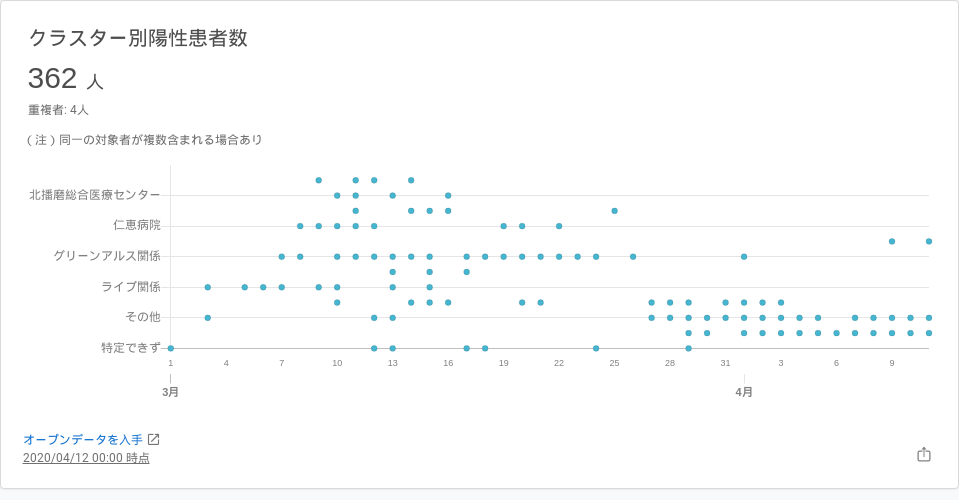 クラスター別陽性患者数
362 人
重複者: 4人
( 注 ) 同一の対象者が複数含まれる場合あり
北播磨総合医療センター
仁恵病院
グリーンアルス関係
ライブ関係
その他
特定できず
1 4 7 10 13 16 19 22 25 28 31 3 6 9
3月 4月
オープンデータを入手
2020/04/12 00:00 時点